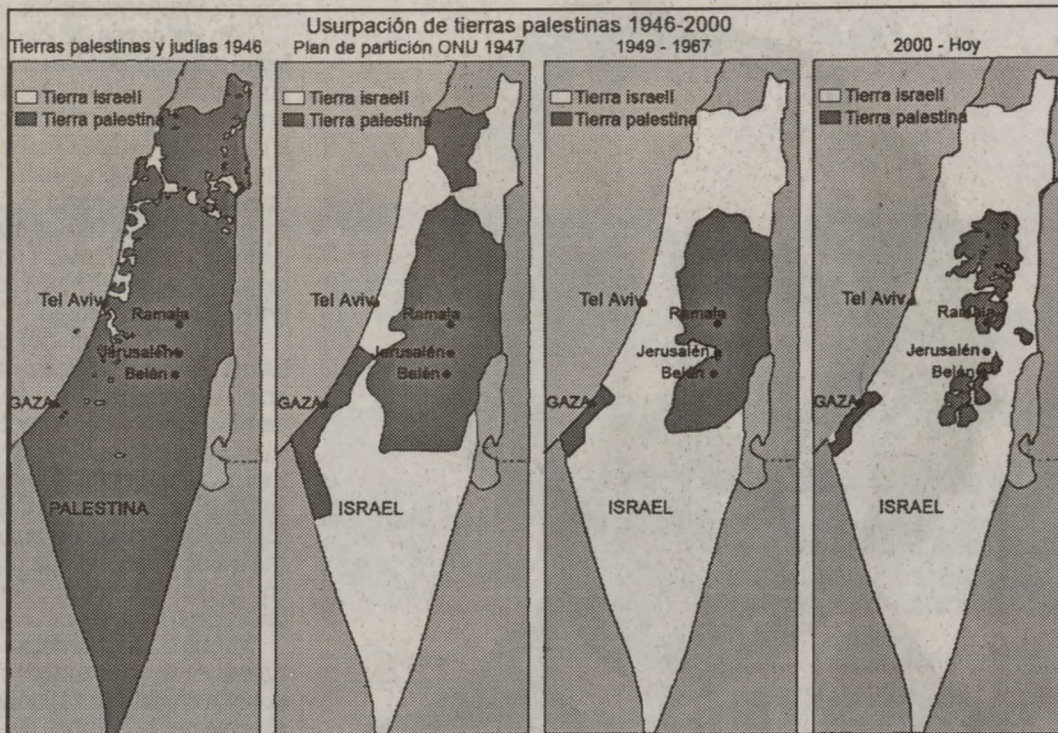 Usurpación de tierras palestinas 1946-2000
Tierras palestinas y judías 1946
Tierra israelí
Tierra palestina
Tel Aviv
Ramala
Jerusalén
Belén
GAZA
PALESTINA
Plan de partición ONU 1947
Tierra israelí
Tierra palestina
Tel Aviv
Ramala
Jerusalén
Belén
ISRAEL
1949 - 1967
Tierra israelí
Tierra palestina
Tel Aviv
Ramala
Jerusalén
Belén
GAZA
ISRAEL
2000 - Hoy
Tierra israelí
Tierra palestina
Tel Aviv
Ramala
Jerusalén
Belén
GAZA
ISRAEL